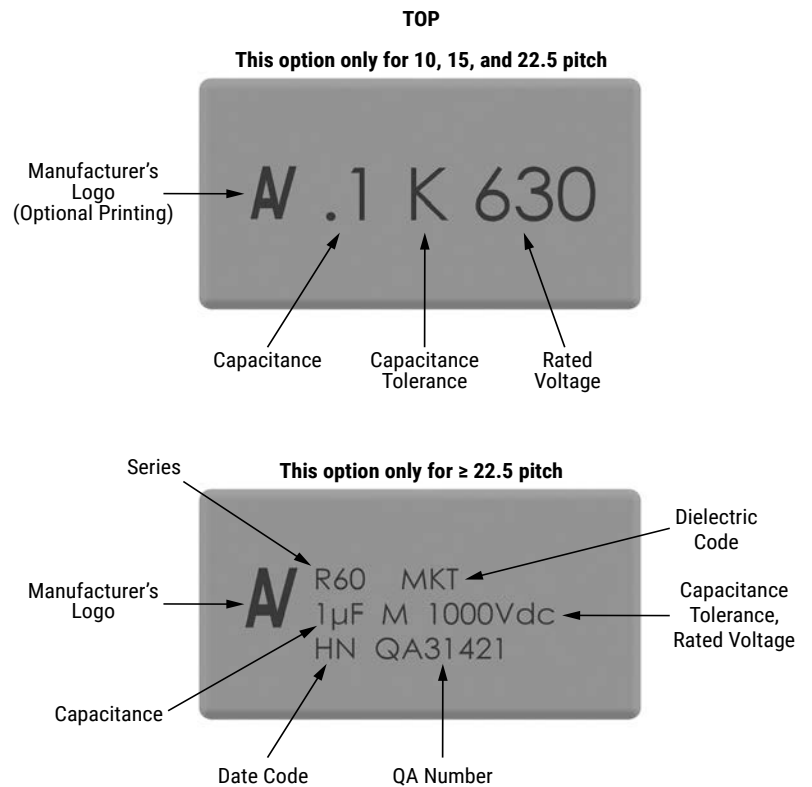 TOP
This option only for 10, 15, and 22.5 pitch
Manufacturer's
Logo
(Optional Printing)
.1 K 630
Capacitance
Capacitance
Tolerance
Rated
Voltage
Series
This option only for ≥ 22.5 pitch
Dielectric
Code
Manufacturer's
Logo
R60 MKT
1µF M 1000Vdc
HN QA31421
Capacitance
Tolerance,
Rated Voltage
Capacitance
Date Code
QA Number